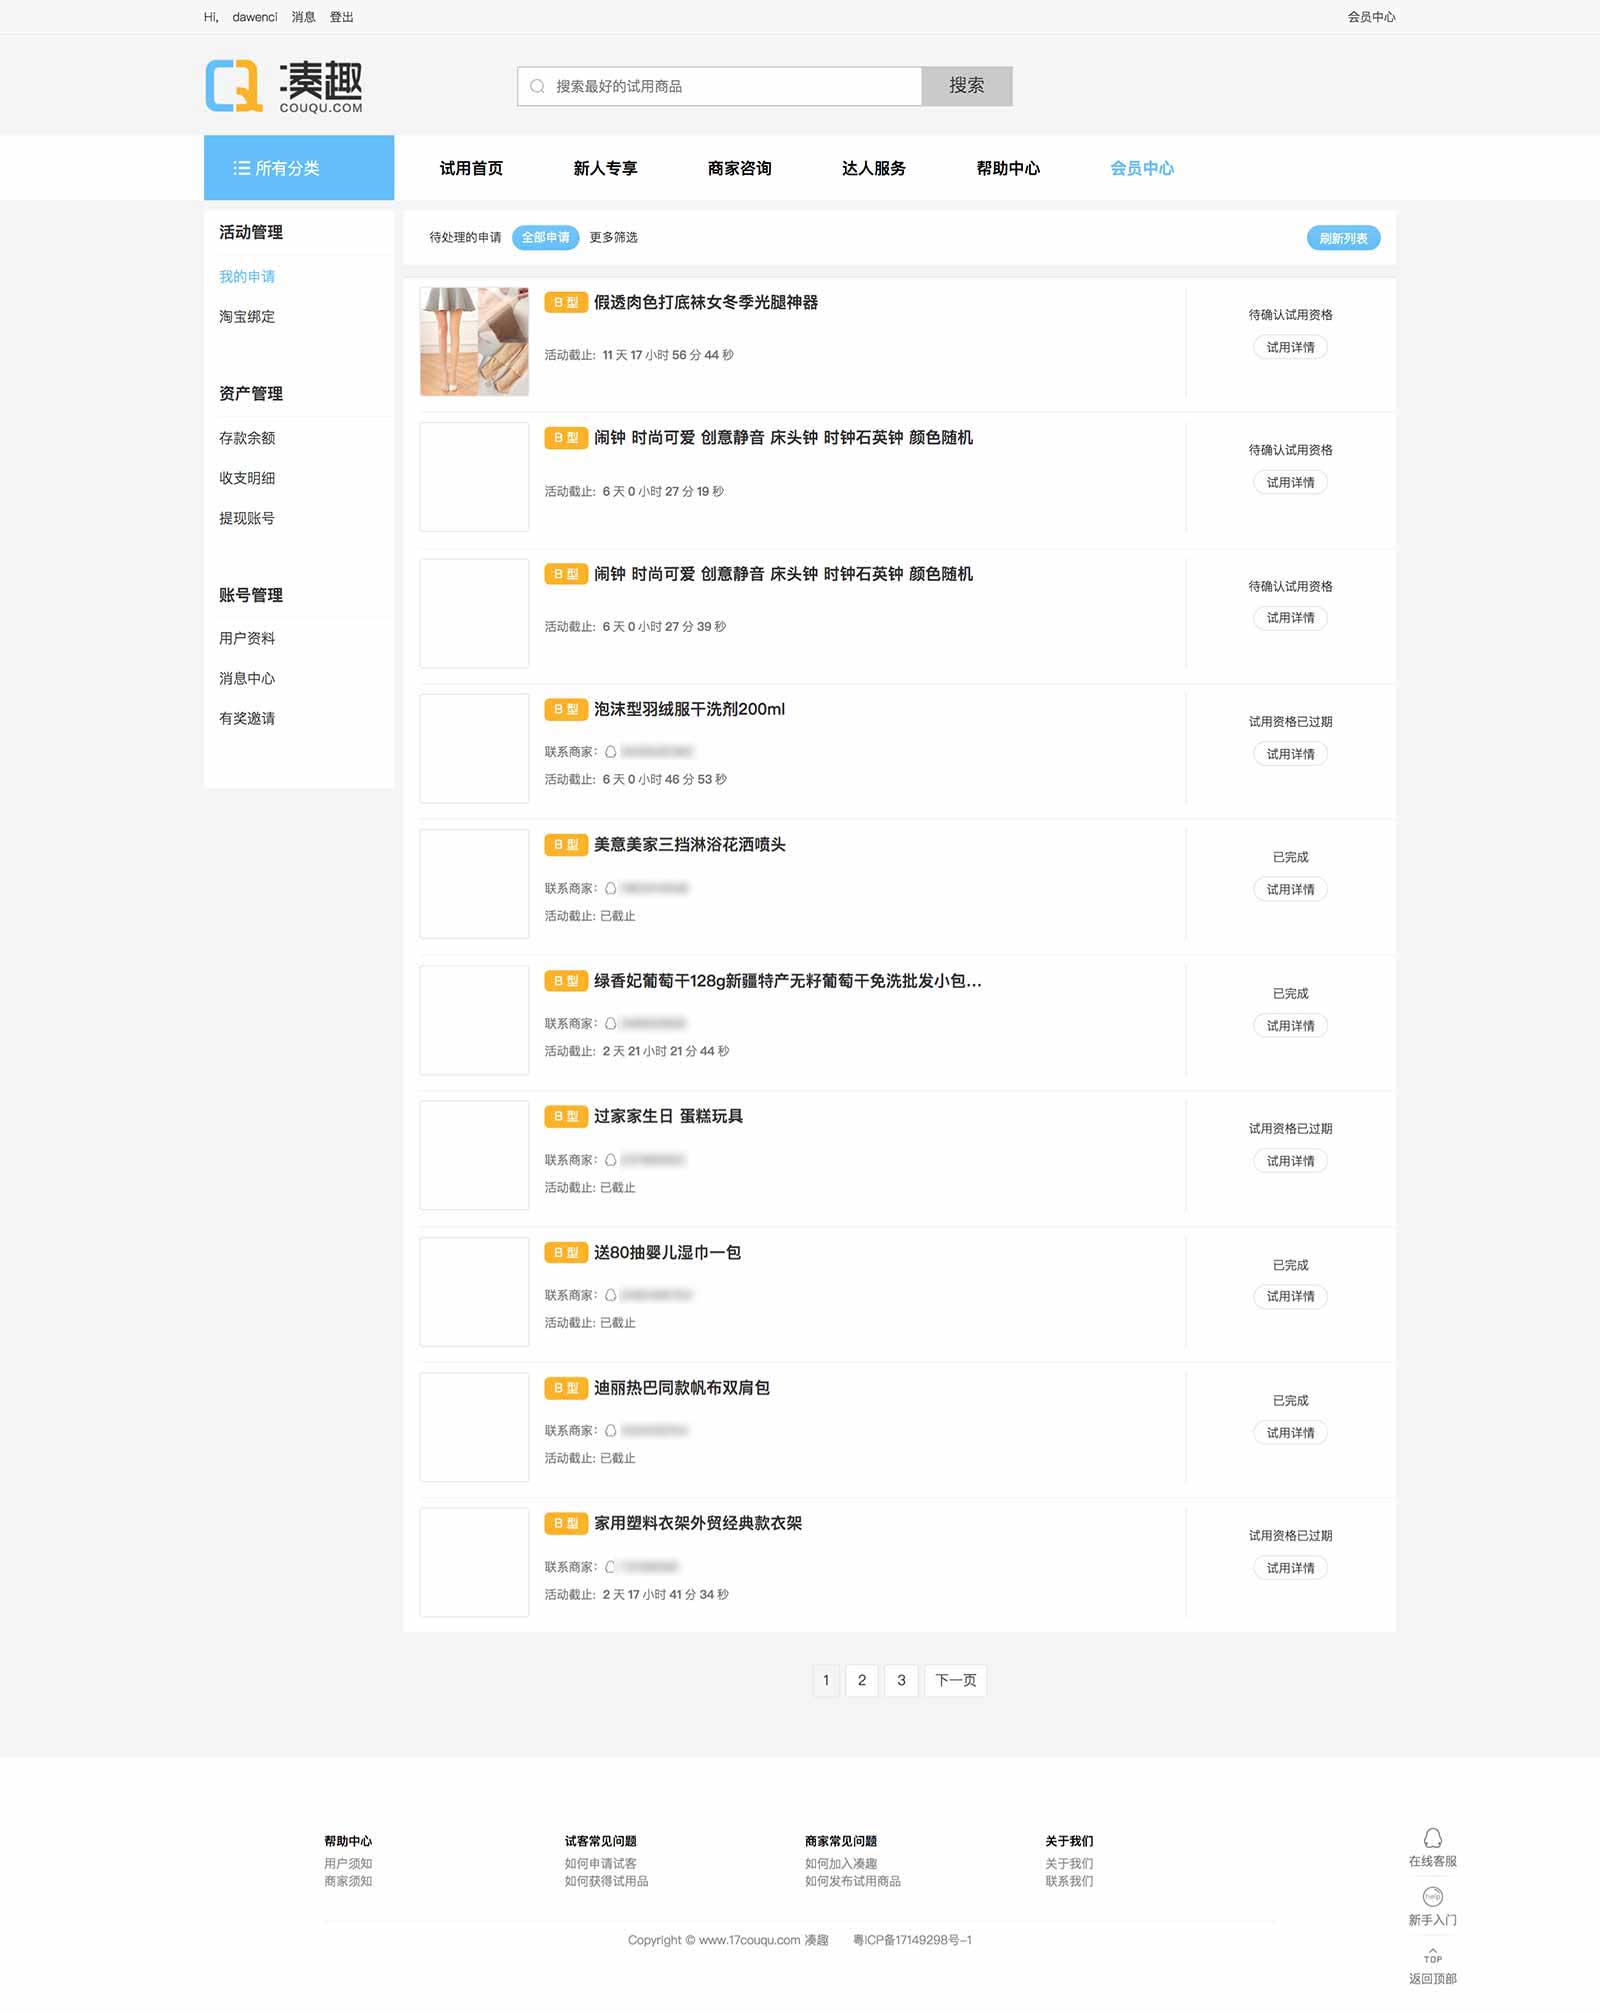 Hi, dawenci 消息 登出 会员中心
CQ 凑趣
COUQU.COM
搜索最好的试用商品 搜索
所有分类 试用首页 新人专享 商家咨询 达人服务 帮助中心 会员中心
活动管理
我的申请
淘宝绑定
资产管理
存款余额
收支明细
提现账号
账号管理
用户资料
消息中心
有奖邀请
待处理的申请 全部申请 更多筛选 刷新列表
B 型 假透肉色打底袜女冬季光腿神器
活动截止: 11 天 17 小时 56 分 44 秒
待确认试用资格
试用详情
B 型 闹钟 时尚可爱 创意静音 床头钟 时钟石英钟 颜色随机
活动截止: 6 天 0 小时 27 分 19 秒
待确认试用资格
试用详情
B 型 闹钟 时尚可爱 创意静音 床头钟 时钟石英钟 颜色随机
活动截止: 6 天 0 小时 27 分 39 秒
待确认试用资格
试用详情
B 型 泡沫型羽绒服干洗剂200ml
联系商家:
活动截止: 6 天 0 小时 46 分 53 秒
试用资格已过期
试用详情
B 型 美意美家三挡淋浴花洒喷头
联系商家:
活动截止: 已截止
已完成
试用详情
B 型 绿香妃葡萄干128g新疆特产无籽葡萄干免洗批发小包...
联系商家:
活动截止: 2 天 21 小时 21 分 44 秒
已完成
试用详情
B 型 过家家生日 蛋糕玩具
联系商家:
活动截止: 已截止
试用资格已过期
试用详情
B 型 送80抽婴儿湿巾一包
联系商家:
活动截止: 已截止
已完成
试用详情
B 型 迪丽热巴同款帆布双肩包
联系商家:
活动截止: 已截止
已完成
试用详情
B 型 家用塑料衣架外贸经典款衣架
联系商家:
活动截止: 2 天 17 小时 41 分 34 秒
试用资格已过期
试用详情
1 2 3 下一页
帮助中心
用户须知
商家须知
试客常见问题
如何申请试客
如何获得试用品
商家常见问题
如何加入凑趣
如何发布试用商品
关于我们
关于我们
联系我们
Copyright © www.17couqu.com 凑趣 粤ICP备17149298号-1
在线客服
help
新手入门
TOP
返回顶部